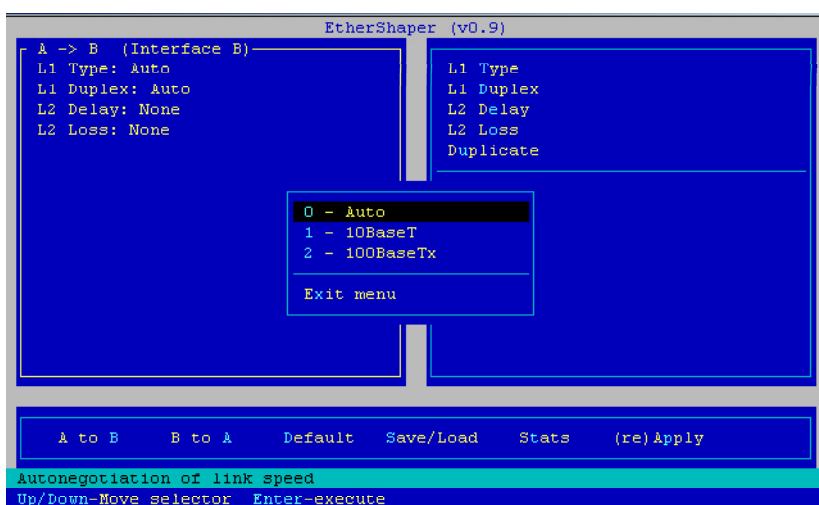 EtherShaper (v0.9)
A -> B (Interface B)
L1 Type: Auto
L1 Duplex: Auto
L2 Delay: None
L2 Loss: None
L1 Type
L1 Duplex
L2 Delay
L2 Loss
Duplicate
0 - Auto
1 - 10BaseT
2 - 100BaseTx
Exit menu
A to B B to A Default Save/Load Stats (re)Apply
Autonegotiation of link speed
Up/Down-Move selector Enter-execute